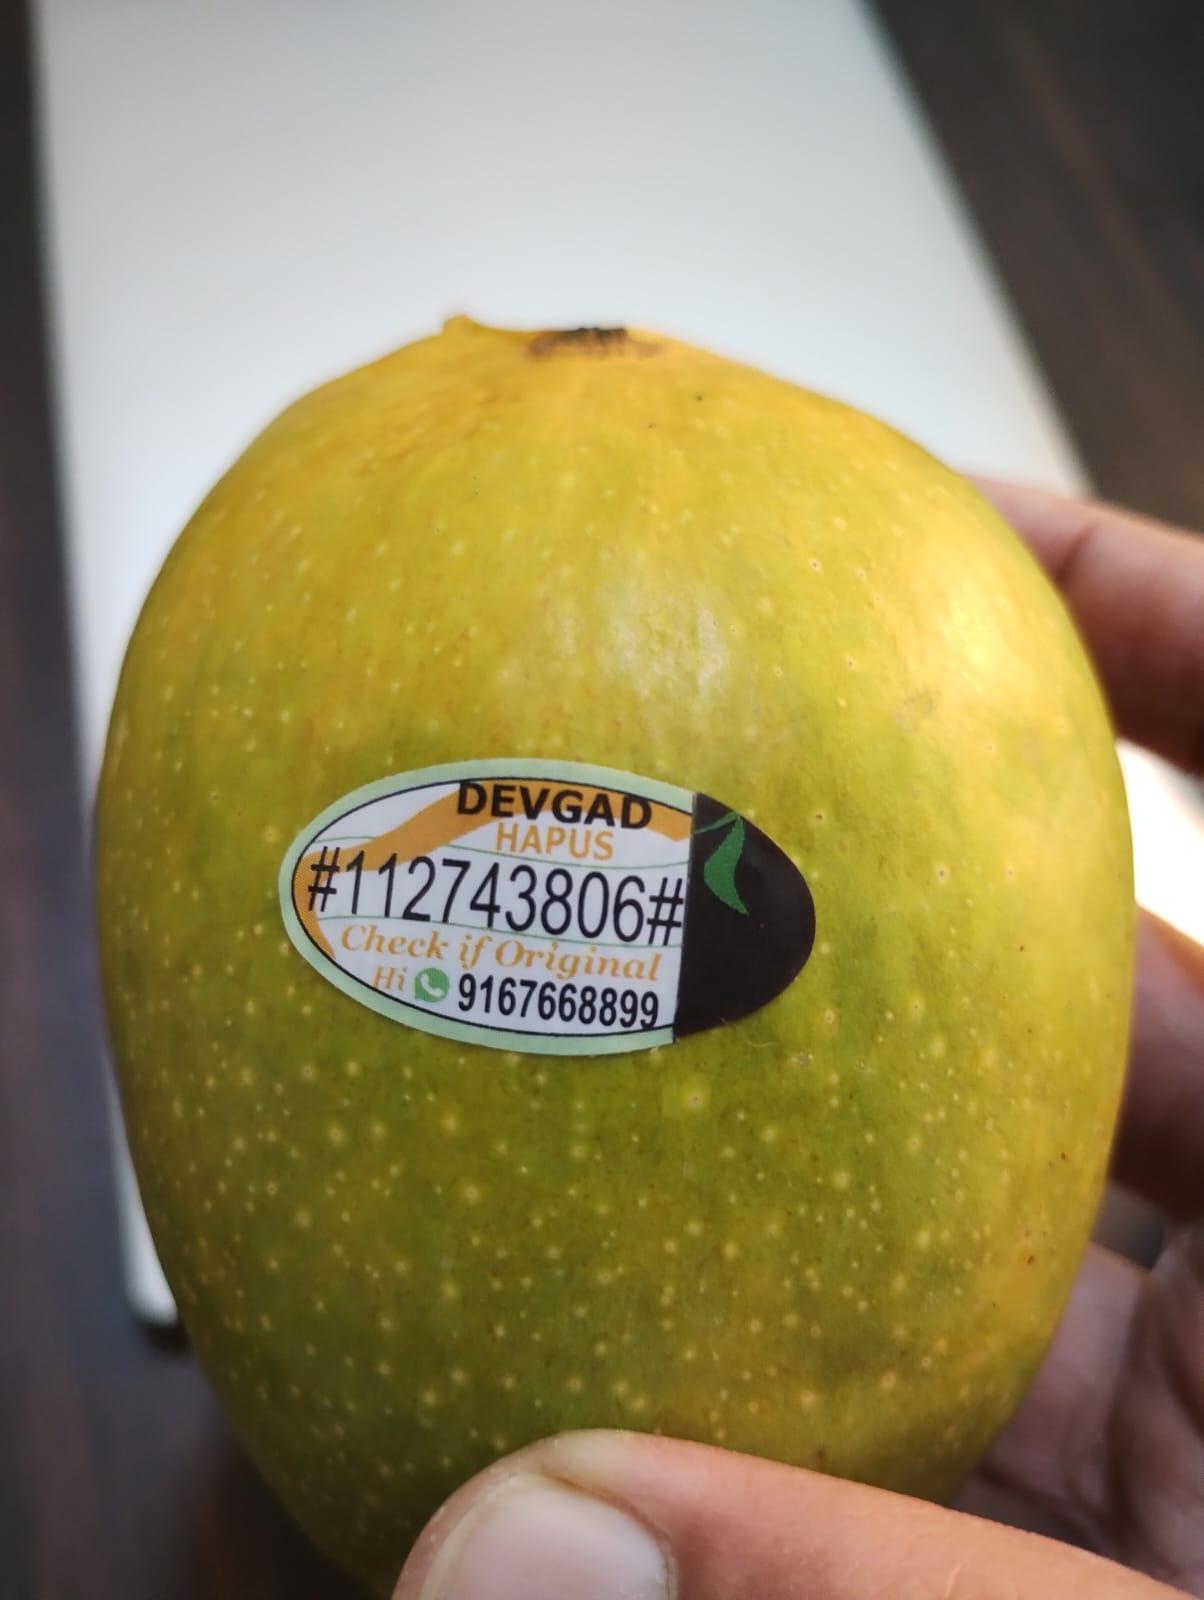 DEVGAD
HAPUS
#112743806#
Check if Original
Hi 9167668899